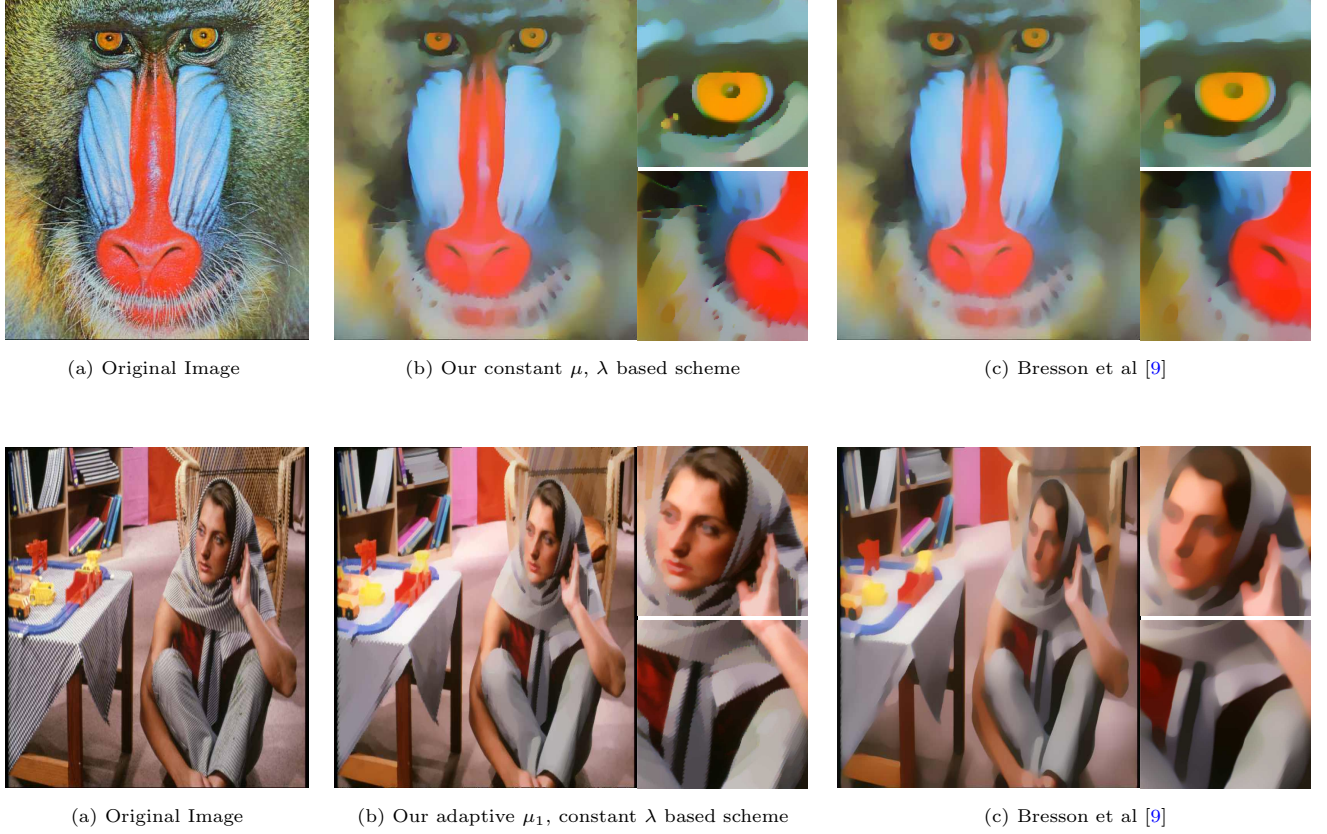 (a) Original Image
(b) Our constant μ, λ based scheme
(c) Bresson et al [9]
(a) Original Image
(b) Our adaptive μ₁, constant λ based scheme
(c) Bresson et al [9]